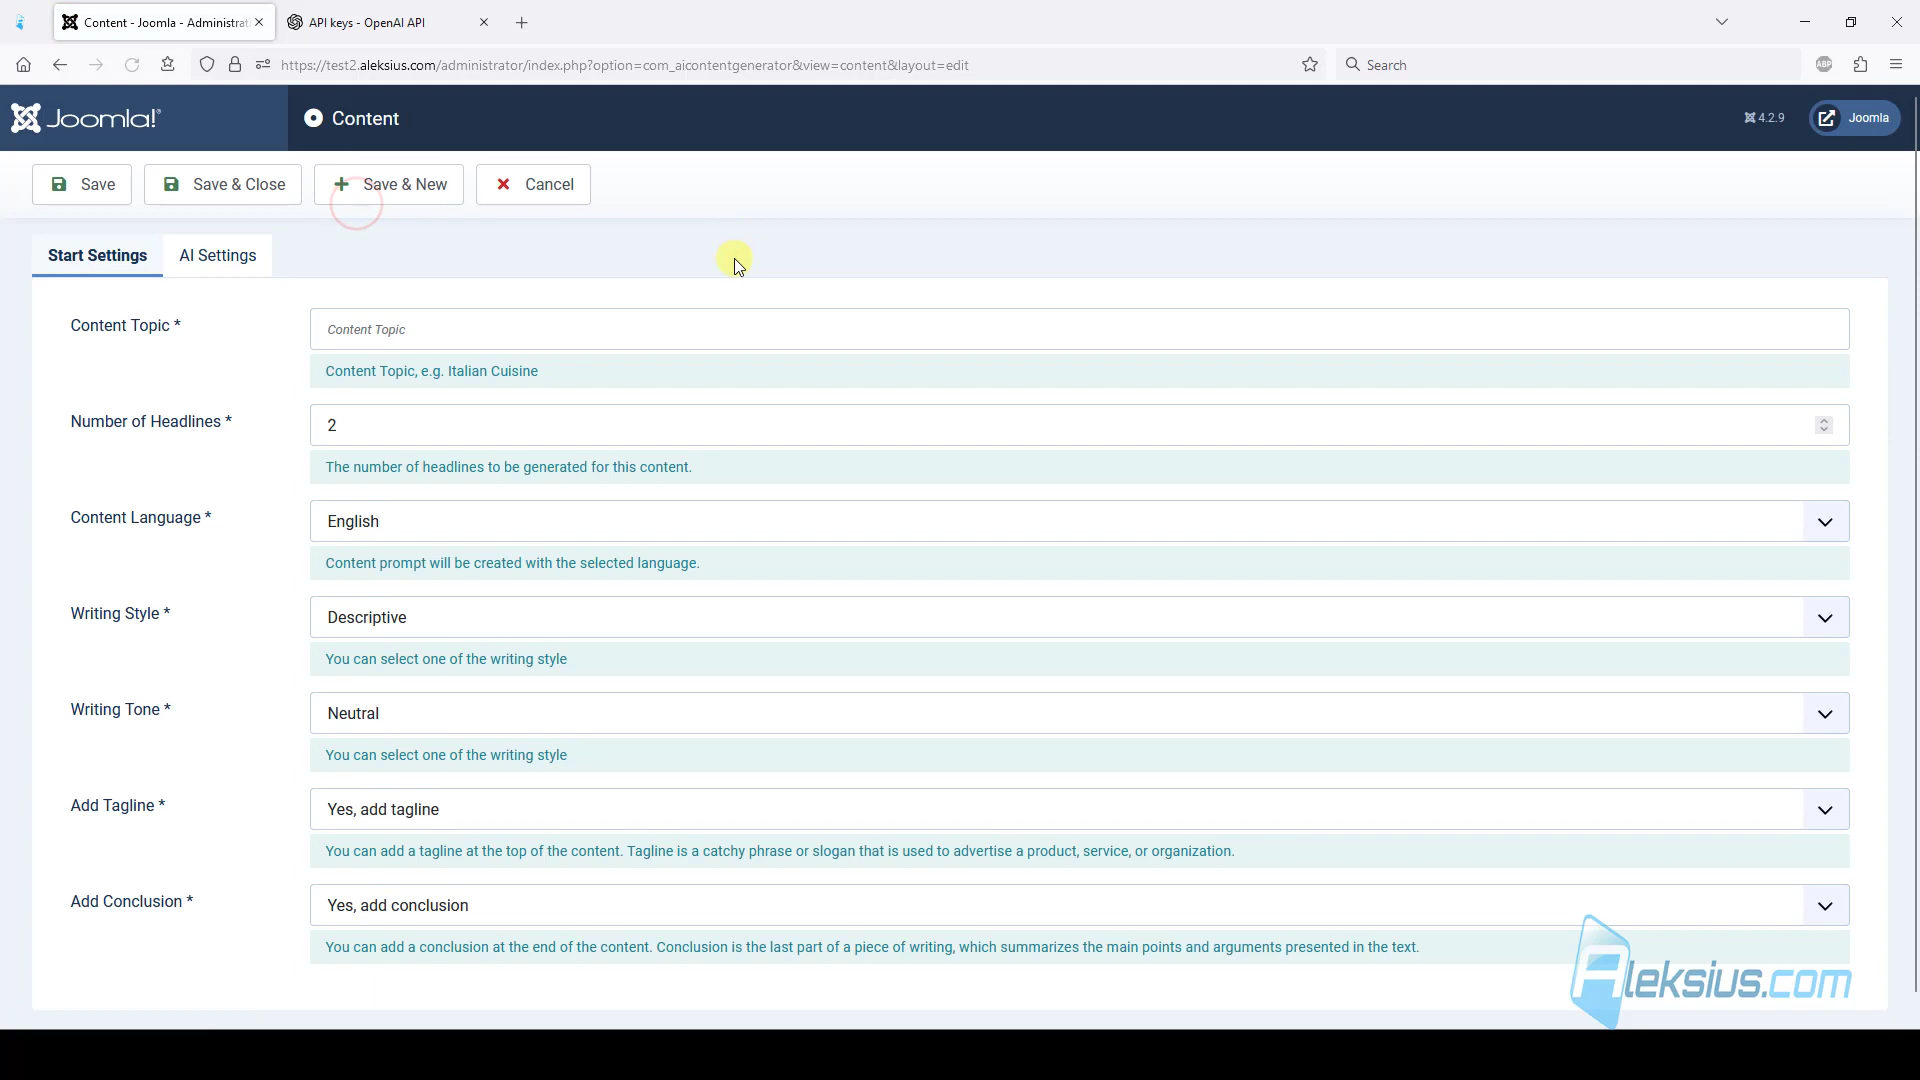 Content - Joomla - Administrat
API keys - OpenAI API
https://test2.aleksius.com/administrator/index.php?option=com_aicontentgenerator&view=content&layout=edit
Search
ABP
Joomla!®
Content
4.2.9
Joomla
Save
Save & Close
Save & New
Cancel
Start Settings
AI Settings
Content Topic *
Content Topic
Content Topic, e.g. Italian Cuisine
Number of Headlines *
2
The number of headlines to be generated for this content.
Content Language *
English
Content prompt will be created with the selected language.
Writing Style *
Descriptive
You can select one of the writing style
Writing Tone *
Neutral
You can select one of the writing style
Add Tagline *
Yes, add tagline
You can add a tagline at the top of the content. Tagline is a catchy phrase or slogan that is used to advertise a product, service, or organization.
Add Conclusion *
Yes, add conclusion
You can add a conclusion at the end of the content. Conclusion is the last part of a piece of writing, which summarizes the main points and arguments presented in the text.
Aleksius.com